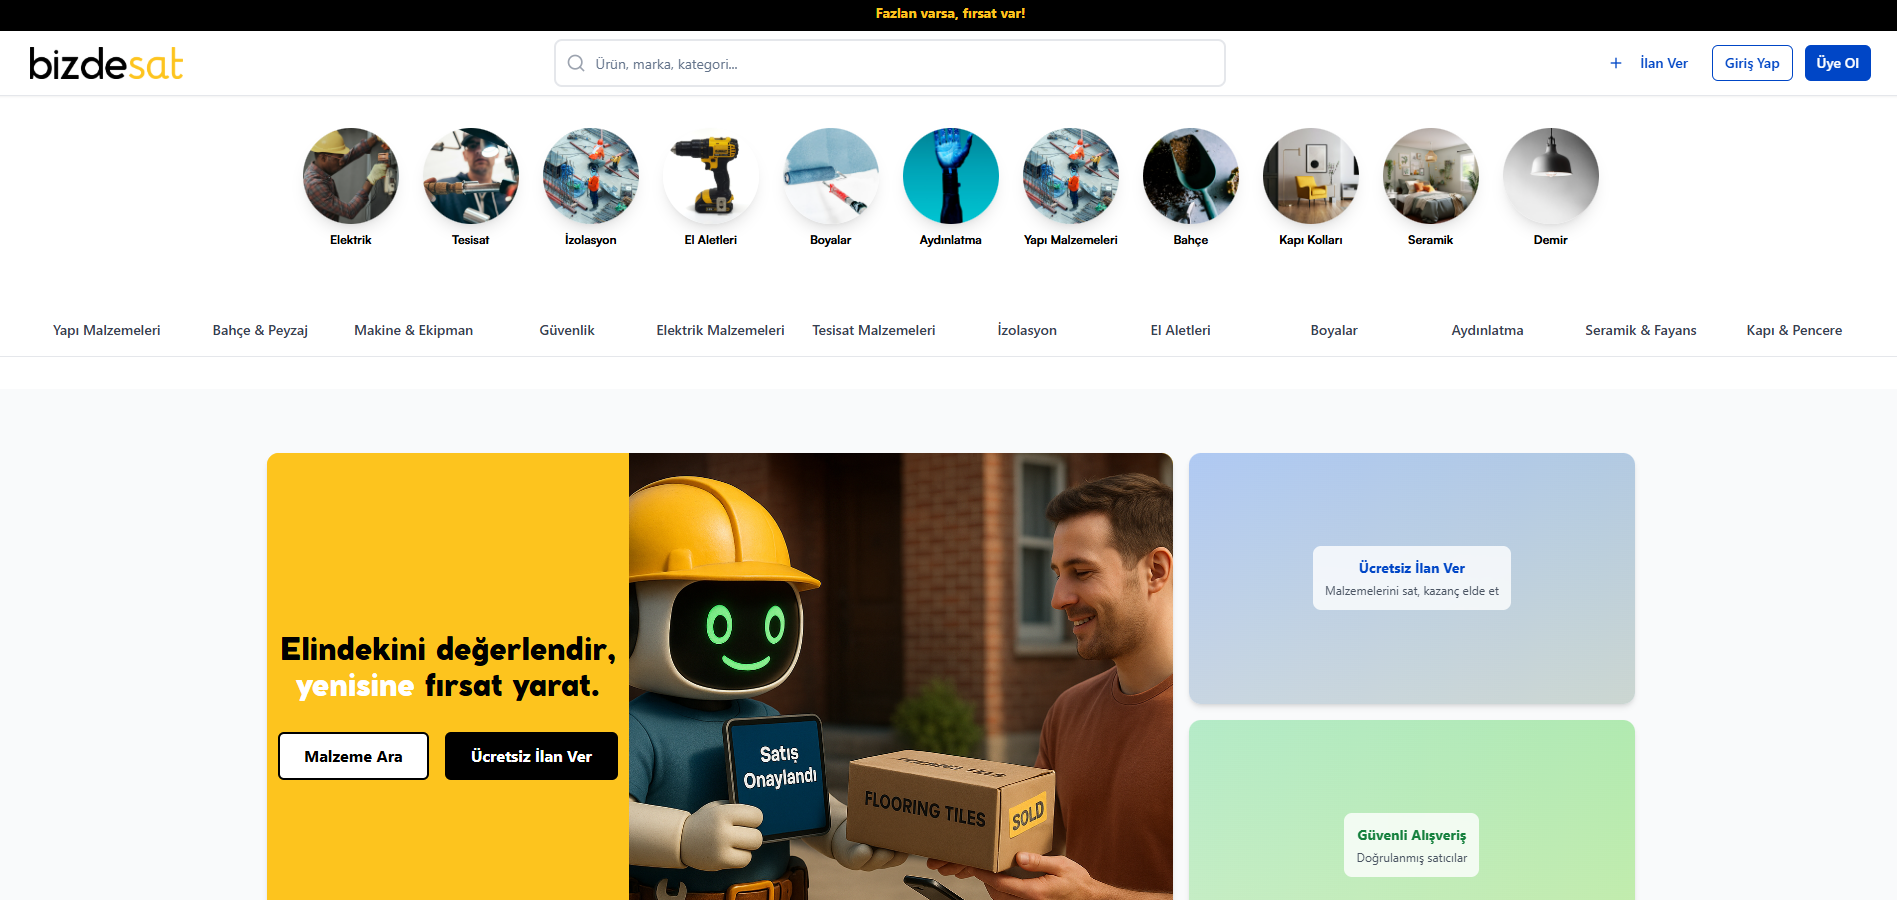 Fazlan varsa, fırsat var!
bizdesat
Ürün, marka, kategori...
+ İlan Ver
Giriş Yap
Üye Ol
Elektrik
Tesisat
İzolasyon
El Aletleri
Boyalar
Aydınlatma
Yapı Malzemeleri
Bahçe
Kapı Kolları
Seramik
Demir
Yapı Malzemeleri
Bahçe & Peyzaj
Makine & Ekipman
Güvenlik
Elektrik Malzemeleri
Tesisat Malzemeleri
İzolasyon
El Aletleri
Boyalar
Aydınlatma
Seramik & Fayans
Kapı & Pencere
Elindekini değerlendir,
yenisine fırsat yarat.
Malzeme Ara
Ücretsiz İlan Ver
Satış
Onaylandı
FLOORING TILES
SOLD
Ücretsiz İlan Ver
Malzemelerini sat, kazanç elde et
Güvenli Alışveriş
Doğrulanmış satıcılar